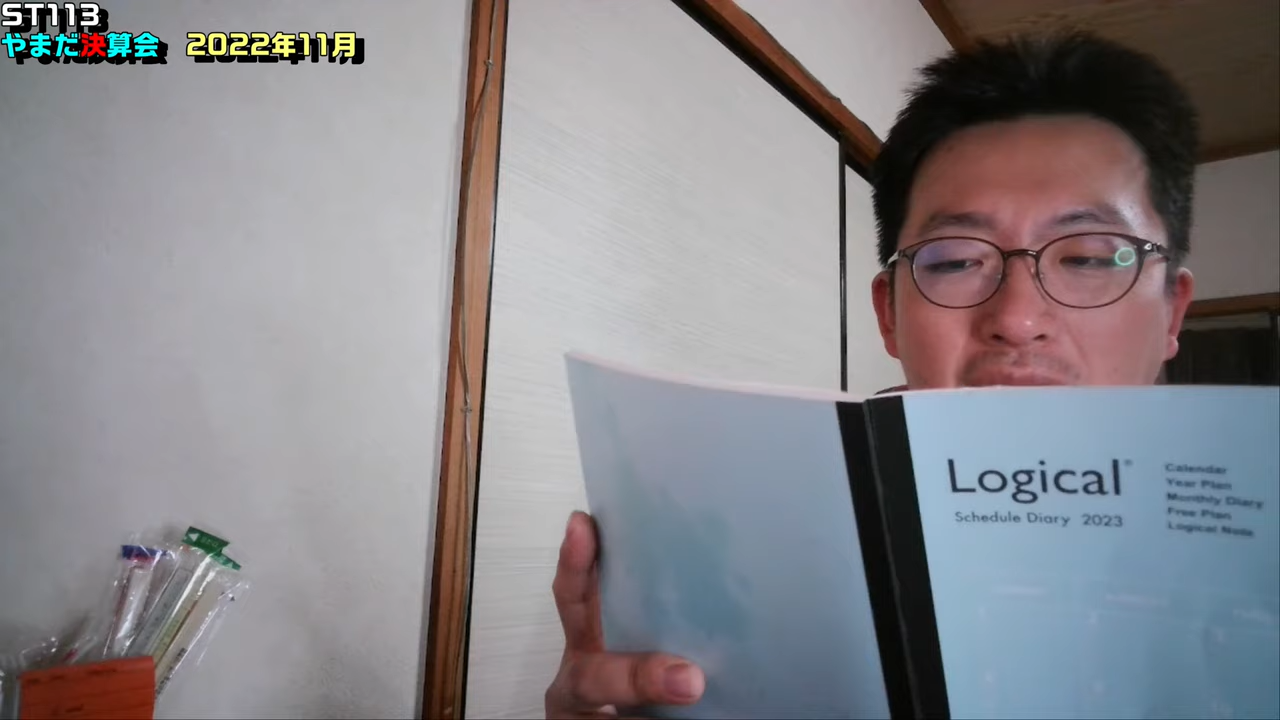 ST113
やまだ決算会 2022年11月
Logical®
Schedule Diary 2023
Calendar
Year Plan
Monthly Diary
Free Plan
Logical Note